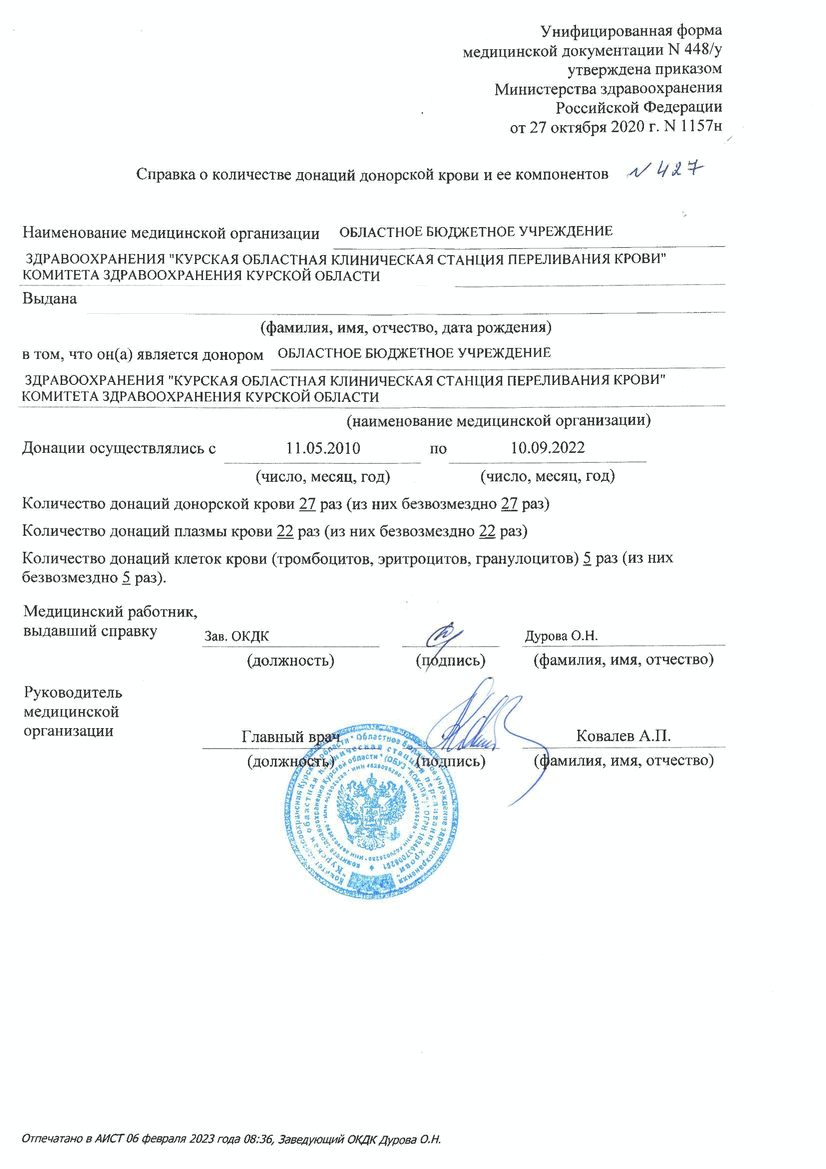 Унифицированная форма
медицинской документации N 448/у
утверждена приказом
Министерства здравоохранения
Российской Федерации
от 27 октября 2020 г. N 1157н
Справка о количестве донаций донорской крови и ее компонентов N 427
Наименование медицинской организации ОБЛАСТНОЕ БЮДЖЕТНОЕ УЧРЕЖДЕНИЕ
ЗДРАВООХРАНЕНИЯ "КУРСКАЯ ОБЛАСТНАЯ КЛИНИЧЕСКАЯ СТАНЦИЯ ПЕРЕЛИВАНИЯ КРОВИ"
КОМИТЕТА ЗДРАВООХРАНЕНИЯ КУРСКОЙ ОБЛАСТИ
Выдана
(фамилия, имя, отчество, дата рождения)
в том, что он(а) является донором ОБЛАСТНОЕ БЮДЖЕТНОЕ УЧРЕЖДЕНИЕ
ЗДРАВООХРАНЕНИЯ "КУРСКАЯ ОБЛАСТНАЯ КЛИНИЧЕСКАЯ СТАНЦИЯ ПЕРЕЛИВАНИЯ КРОВИ"
КОМИТЕТА ЗДРАВООХРАНЕНИЯ КУРСКОЙ ОБЛАСТИ
(наименование медицинской организации)
Донации осуществлялись с 11.05.2010 по 10.09.2022
(число, месяц, год) (число, месяц, год)
Количество донаций донорской крови 27 раз (из них безвозмездно 27 раз)
Количество донаций плазмы крови 22 раз (из них безвозмездно 22 раз)
Количество донаций клеток крови (тромбоцитов, эритроцитов, гранулоцитов) 5 раз (из них
безвозмездно 5 раз).
Медицинский работник,
выдавший справку Зав. ОКДК Дурова О.Н.
(должность) (подпись) (фамилия, имя, отчество)
Руководитель
медицинской
организации
Главный врач Ковалев А.П.
(должность) (подпись) (фамилия, имя, отчество)
Отпечатано в АИСТ 06 февраля 2023 года 08:36, Заведующий ОКДК Дурова О.Н.